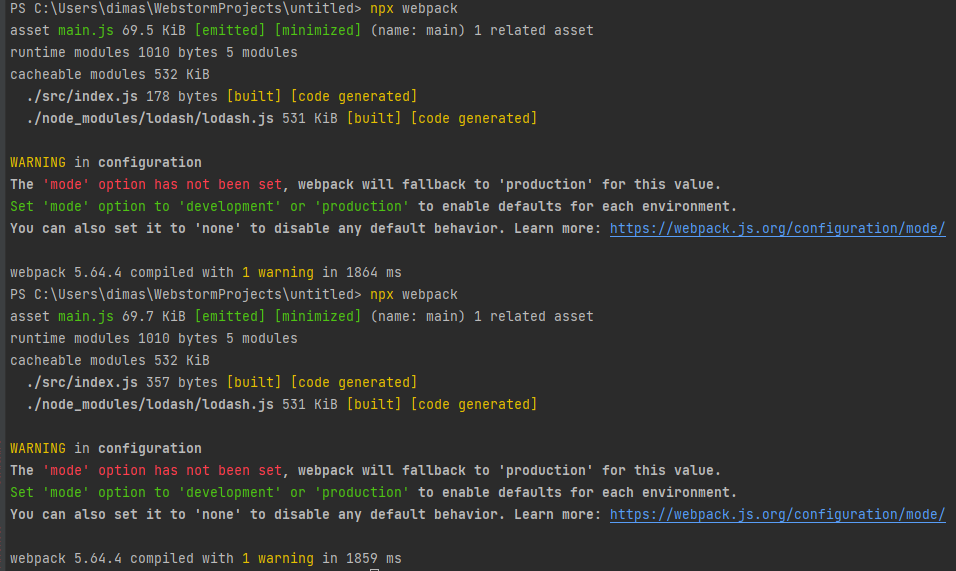 PS C:\Users\dimas\WebstormProjects\untitled> npx webpack
asset main.js 69.5 KiB [emitted] [minimized] (name: main) 1 related asset
runtime modules 1010 bytes 5 modules
cacheable modules 532 KiB
  ./src/index.js 178 bytes [built] [code generated]
  ./node_modules/lodash/lodash.js 531 KiB [built] [code generated]

WARNING in configuration
The 'mode' option has not been set, webpack will fallback to 'production' for this value.
Set 'mode' option to 'development' or 'production' to enable defaults for each environment.
You can also set it to 'none' to disable any default behavior. Learn more: https://webpack.js.org/configuration/mode/

webpack 5.64.4 compiled with 1 warning in 1864 ms
PS C:\Users\dimas\WebstormProjects\untitled> npx webpack
asset main.js 69.7 KiB [emitted] [minimized] (name: main) 1 related asset
runtime modules 1010 bytes 5 modules
cacheable modules 532 KiB
  ./src/index.js 357 bytes [built] [code generated]
  ./node_modules/lodash/lodash.js 531 KiB [built] [code generated]

WARNING in configuration
The 'mode' option has not been set, webpack will fallback to 'production' for this value.
Set 'mode' option to 'development' or 'production' to enable defaults for each environment.
You can also set it to 'none' to disable any default behavior. Learn more: https://webpack.js.org/configuration/mode/

webpack 5.64.4 compiled with 1 warning in 1859 ms